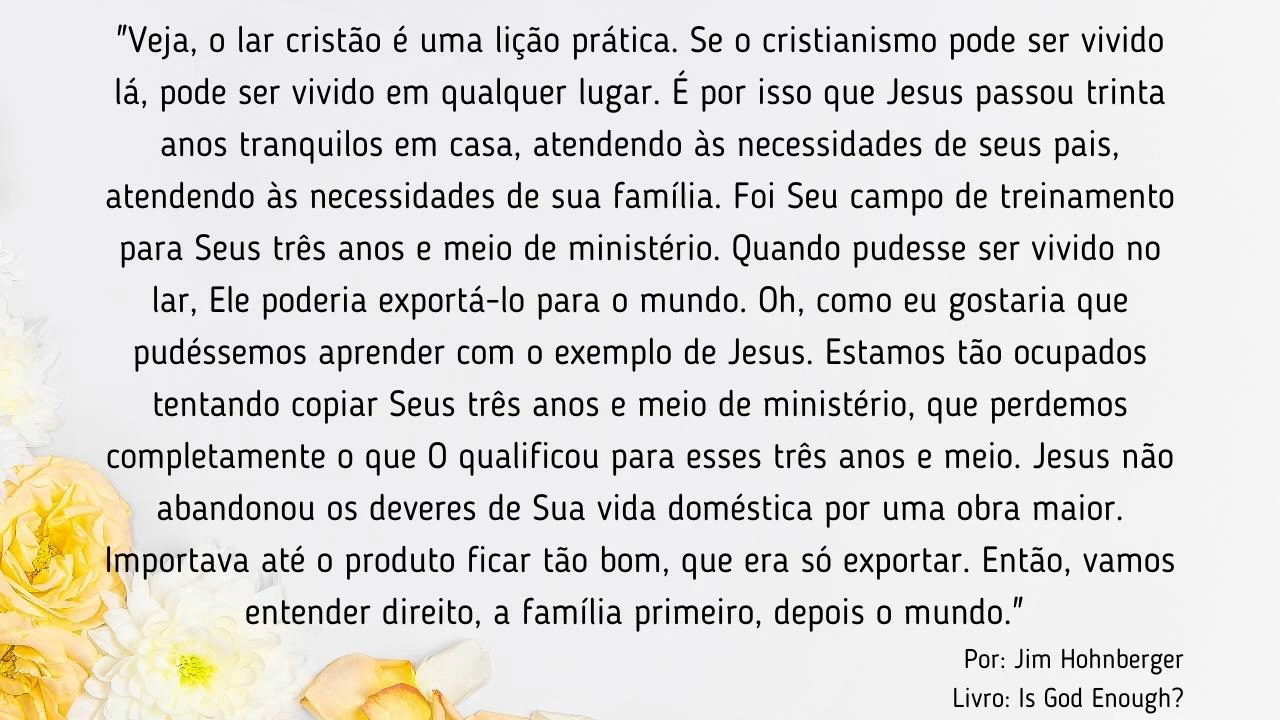 "Veja, o lar cristão é uma lição prática. Se o cristianismo pode ser vivido
lá, pode ser vivido em qualquer lugar. É por isso que Jesus passou trinta
anos tranquilos em casa, atendendo às necessidades de seus pais,
atendendo às necessidades de sua família. Foi Seu campo de treinamento
para Seus três anos e meio de ministério. Quando pudesse ser vivido no
lar, Ele poderia exportá-lo para o mundo. Oh, como eu gostaria que
pudéssemos aprender com o exemplo de Jesus. Estamos tão ocupados
tentando copiar Seus três anos e meio de ministério, que perdemos
completamente o que O qualificou para esses três anos e meio. Jesus não
abandonou os deveres de Sua vida doméstica por uma obra maior.
Importava até o produto ficar tão bom, que era só exportar. Então, vamos
entender direito, a família primeiro, depois o mundo."
Por: Jim Hohnberger
Livro: Is God Enough?